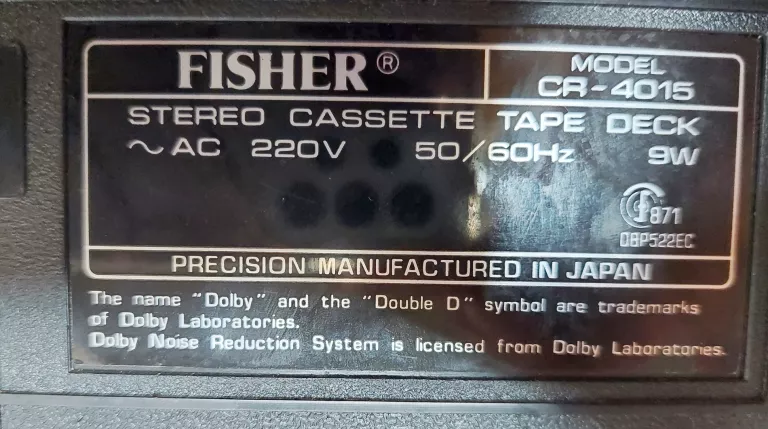 FISHER®
MODEL
CR-4015
STEREO CASSETTE TAPE DECK
~AC 220V 50/60Hz 9W
871
08P522EC
PRECISION MANUFACTURED IN JAPAN
The name "Dolby" and the "Double D" symbol are trademarks
of Dolby Laboratories.
Dolby Noise Reduction System is licensed from Dolby Laboratories.